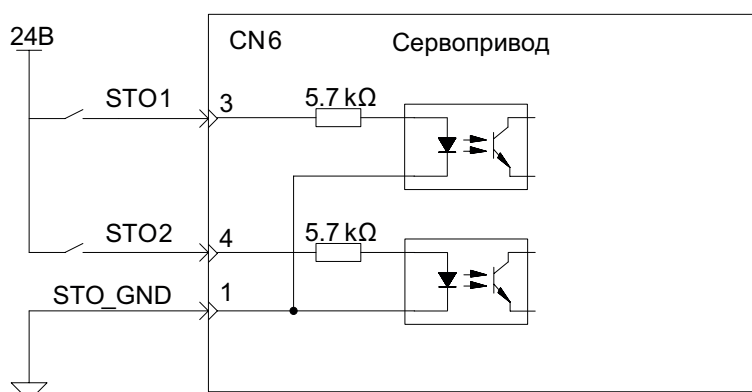 24В
CN6
Сервопривод
STO1
3
5.7 kΩ
STO2
4
5.7 kΩ
STO_GND
1